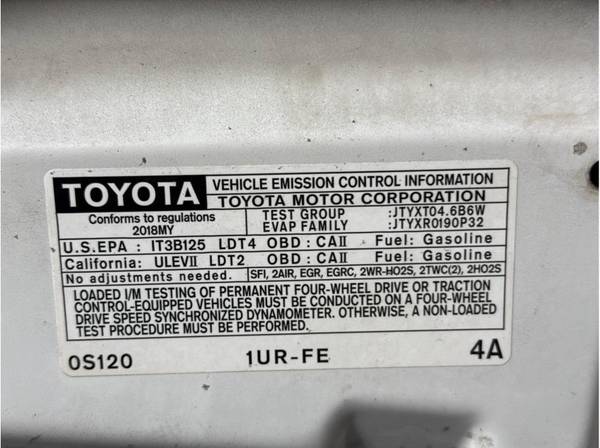 TOYOTA
VEHICLE EMISSION CONTROL INFORMATION
TOYOTA MOTOR CORPORATION
Conforms to regulations
2018MY
TEST GROUP :JTYXT04.6B6W
EVAP FAMILY :JTYXR0190P32
U.S.EPA : IT3B125 LDT4 OBD : CAII Fuel: Gasoline
California: ULEVII LDT2 OBD : CAII Fuel: Gasoline
No adjustments needed. SFI, 2AIR, EGR, EGRC, 2WR-HO2S, 2TWC(2), 2HO2S
LOADED I/M TESTING OF PERMANENT FOUR-WHEEL DRIVE OR TRACTION
CONTROL-EQUIPPED VEHICLES MUST BE CONDUCTED ON A FOUR-WHEEL
DRIVE SPEED SYNCHRONIZED DYNAMOMETER. OTHERWISE, A NON-LOADED
TEST PROCEDURE MUST BE PERFORMED.
0S120 1UR-FE 4A